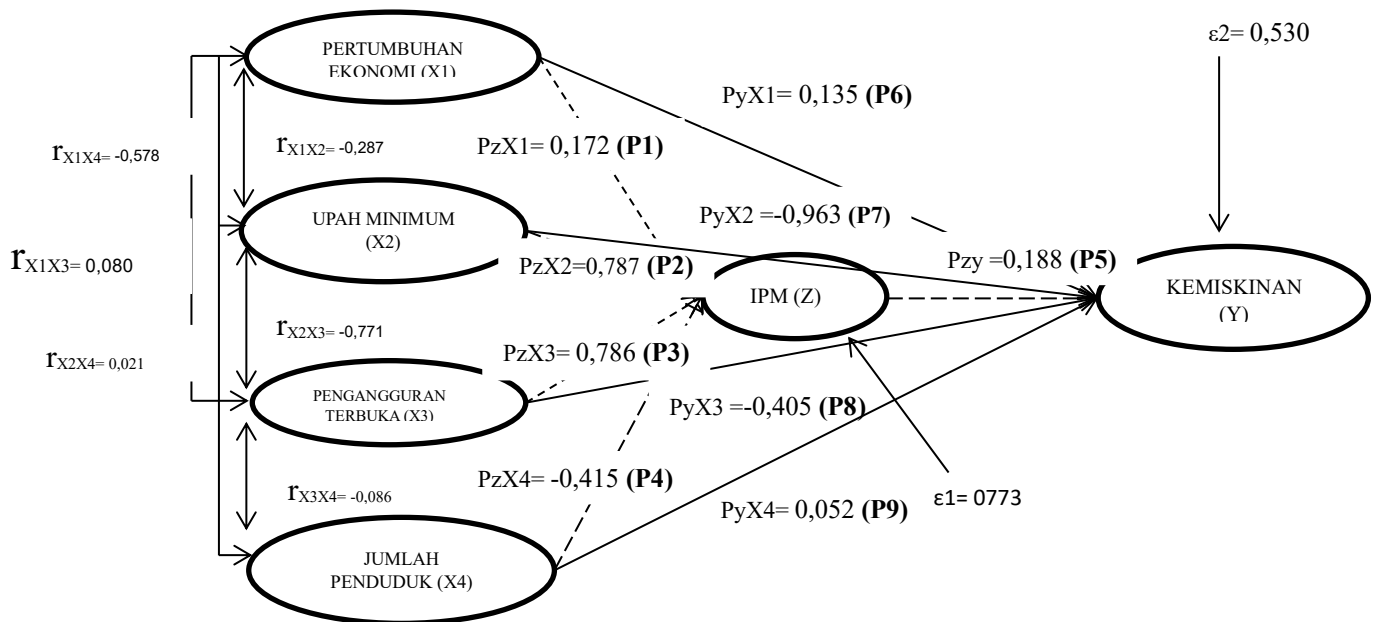 PERTUMBUHAN
EKONOMI (X1)
ε2= 0,530
PyX1= 0,135 (P6)
rX1X4= -0,578
rX1X2= -0,287
PzX1= 0,172 (P1)
UPAH MINIMUM
(X2)
PyX2 =-0,963 (P7)
rX1X3= 0,080
PzX2=0,787 (P2)
Pzy =0,188 (P5)
IPM (Z)
KEMISKINAN
(Y)
rX2X3= -0,771
rX2X4= 0,021
PzX3= 0,786 (P3)
PENGANGGURAN
TERBUKA (X3)
PyX3 =-0,405 (P8)
rX3X4= -0,086
PzX4= -0,415 (P4)
PyX4= 0,052 (P9)
ε1= 0773
JUMLAH
PENDUDUK (X4)